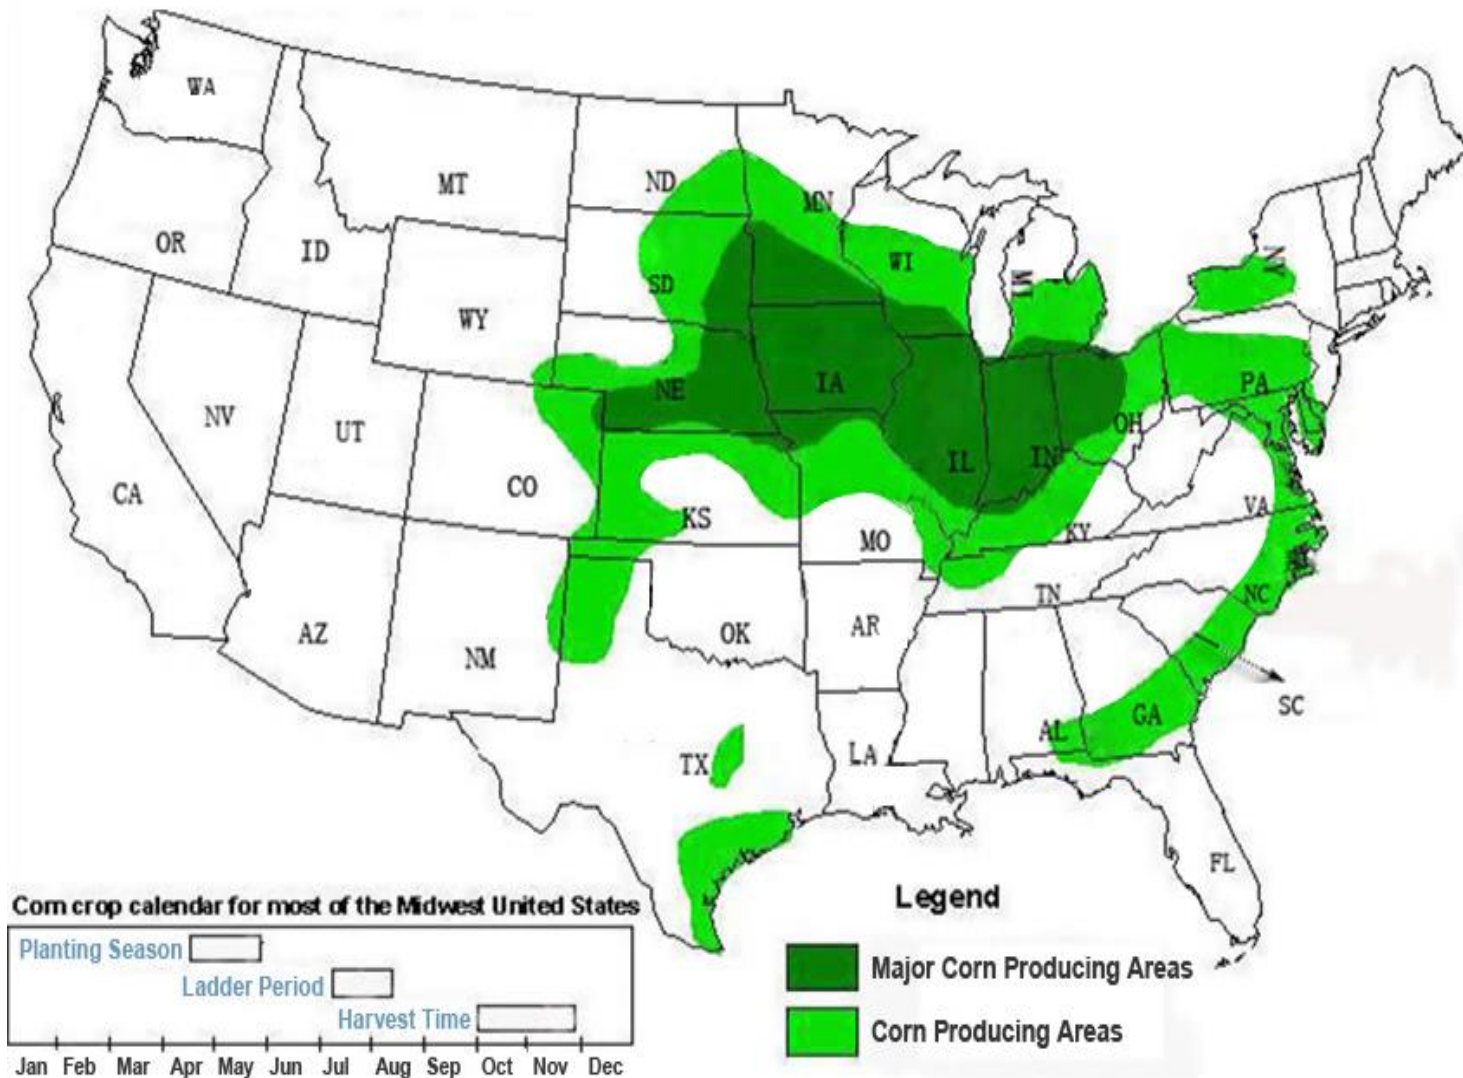 WA
MT
ND
MN
OR
ID
WI
MI
NY
SD
WY
NE
IA
PA
NV
UT
OH
CO
IL
IN
CA
KS
VA
MO
KY
TN
NC
AZ
NM
OK
AR
SC
GA
AL
TX
LA
FL
Corn crop calendar for most of the Midwest United States
Planting Season
Ladder Period
Harvest Time
Jan Feb Mar Apr May Jun Jul Aug Sep Oct Nov Dec
Legend
Major Corn Producing Areas
Corn Producing Areas